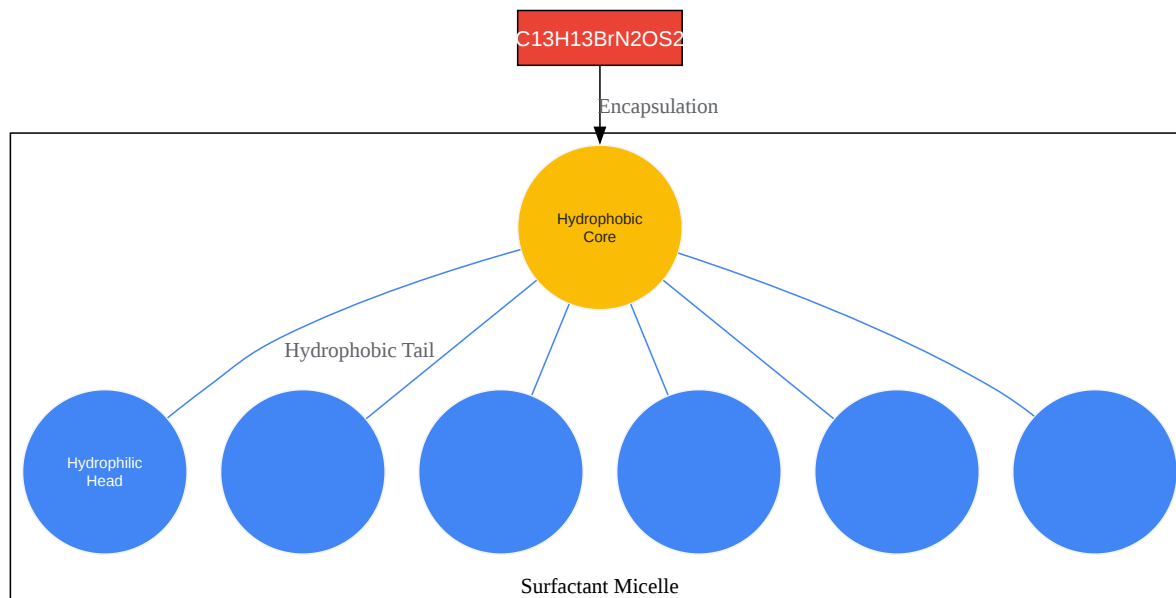 C13H13BrN2OS2
Encapsulation
Hydrophobic
Core
Hydrophobic Tail
Hydrophilic
Head
Surfactant Micelle